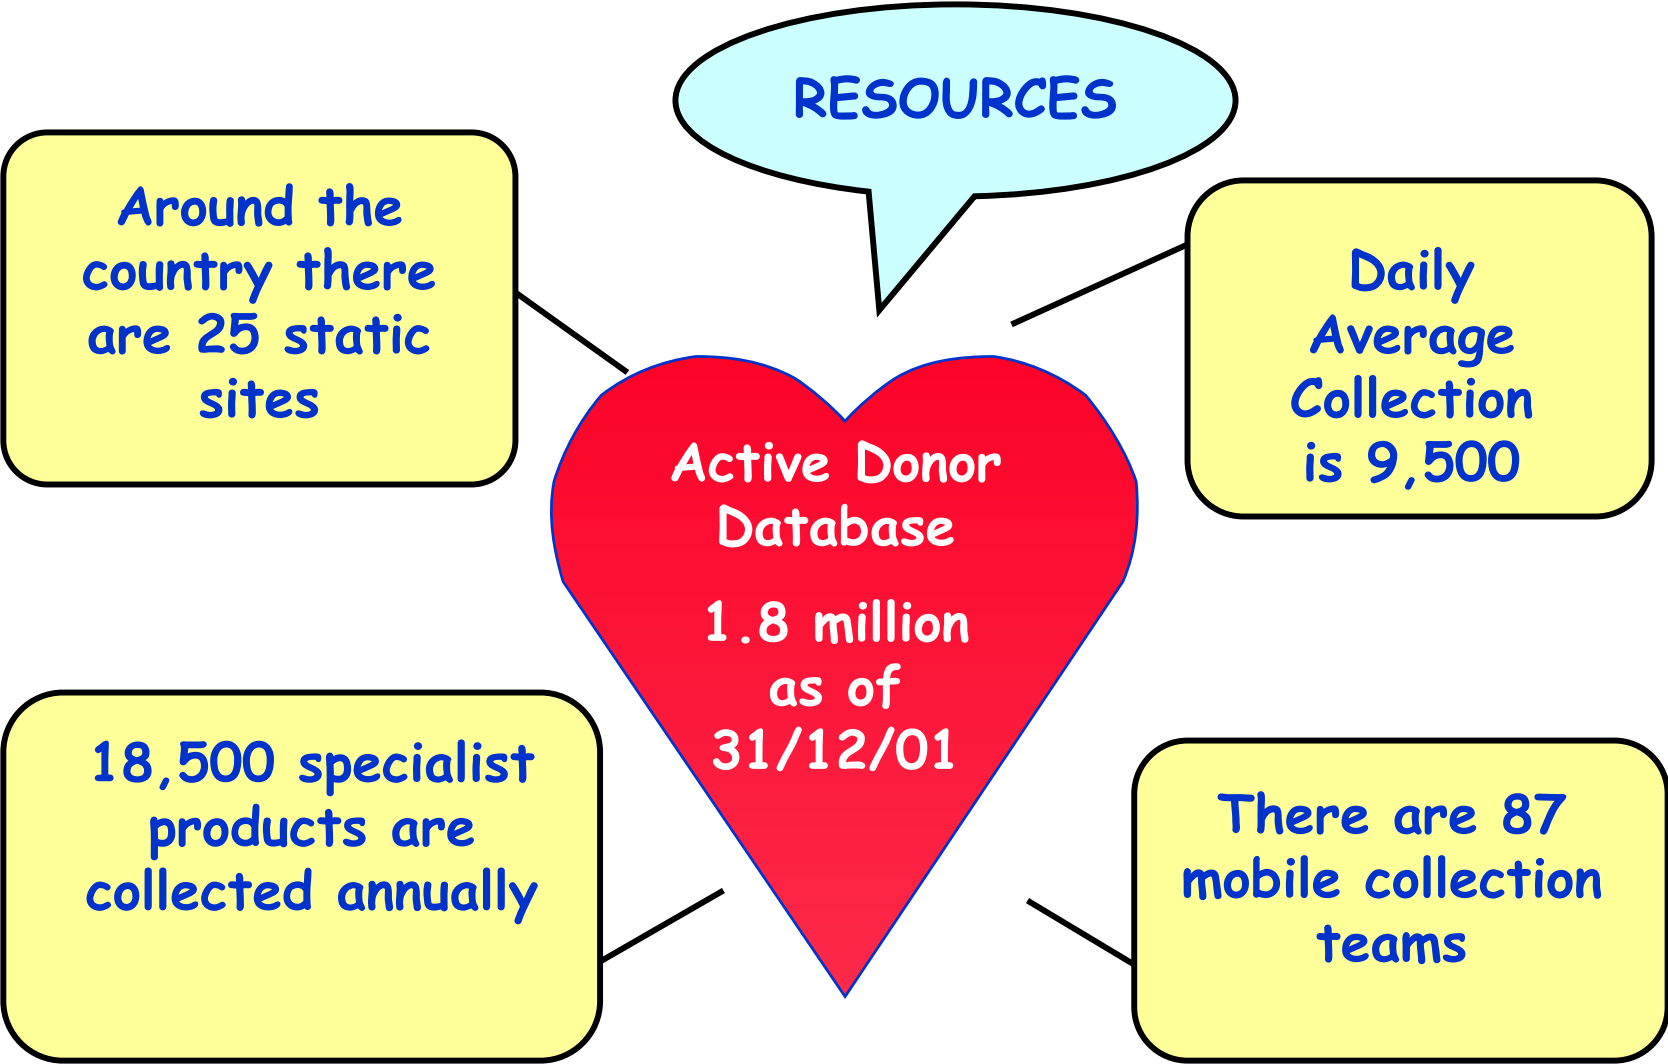 RESOURCES
Around the
country there
are 25 static
sites
Daily
Average
Collection
is 9,500
Active Donor
Database
1.8 million
as of
31/12/01
18,500 specialist
products are
collected annually
There are 87
mobile collection
teams